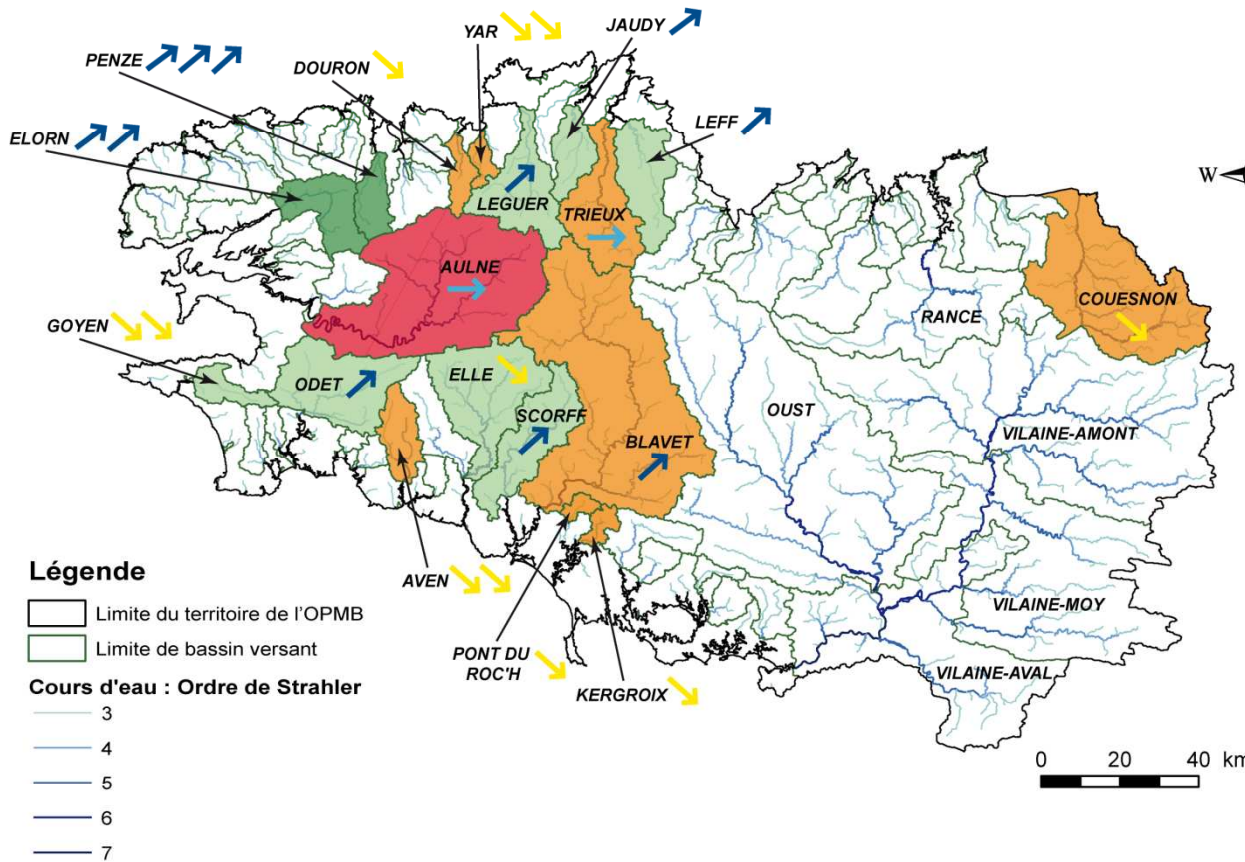 YAR
JAUDY
PENZE
DOURON
ELORN
LEFF
W
LEGUER
TRIEUX
AULNE
COUESNON
RANCE
GOYEN
ODET
ELLE
SCORFF
OUST
BLAVET
VILAINE-AMONT
Légende
AVEN
Limite du territoire de l'OPMB
VILAINE-MOY
Limite de bassin versant
PONT DU
ROC'H
KERGROIX
VILAINE-AVAL
Cours d'eau : Ordre de Strahler
3
4
5
6
7
0 20 40 km